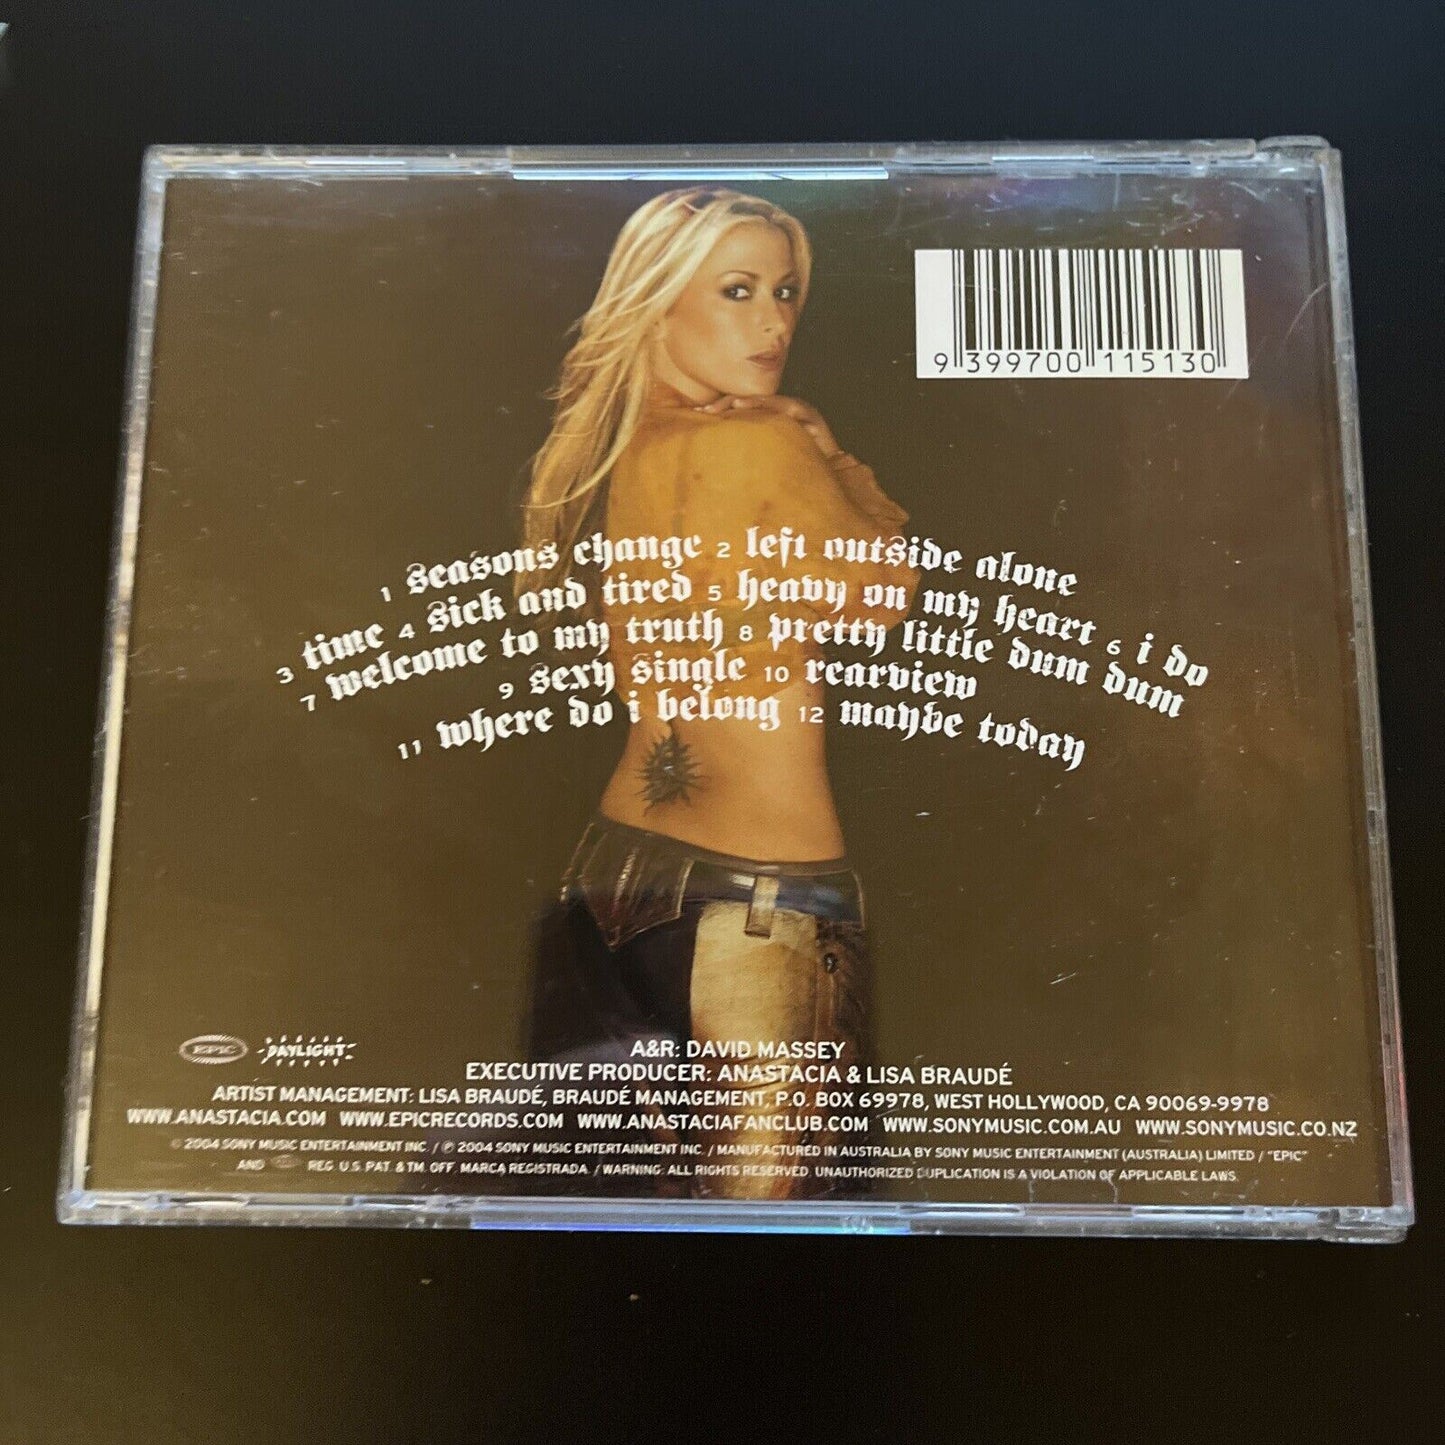 9 399700 115130
1 seasons change 2 left outside alone
3 time 4 sick and tired 5 heavy on my heart 6 i do
7 welcome to my truth 8 pretty little dum dum
9 sexy single 10 rearview
11 where do i belong 12 maybe today
EPIC DAYLIGHT
A&R: DAVID MASSEY
EXECUTIVE PRODUCER: ANASTACIA & LISA BRAUDÉ
ARTIST MANAGEMENT: LISA BRAUDÉ, BRAUDÉ MANAGEMENT, P.O. BOX 69978, WEST HOLLYWOOD, CA 90069-9978
WWW.ANASTACIA.COM WWW.EPICRECORDS.COM WWW.ANASTACIAFANCLUB.COM WWW.SONYMUSIC.COM.AU WWW.SONYMUSIC.CO.NZ
© 2004 SONY MUSIC ENTERTAINMENT INC. / ℗ 2004 SONY MUSIC ENTERTAINMENT INC. / MANUFACTURED IN AUSTRALIA BY SONY MUSIC ENTERTAINMENT (AUSTRALIA) LIMITED / "EPIC"
AND REG. U.S. PAT. & TM. OFF. MARCA REGISTRADA. / WARNING: ALL RIGHTS RESERVED. UNAUTHORIZED DUPLICATION IS A VIOLATION OF APPLICABLE LAWS.